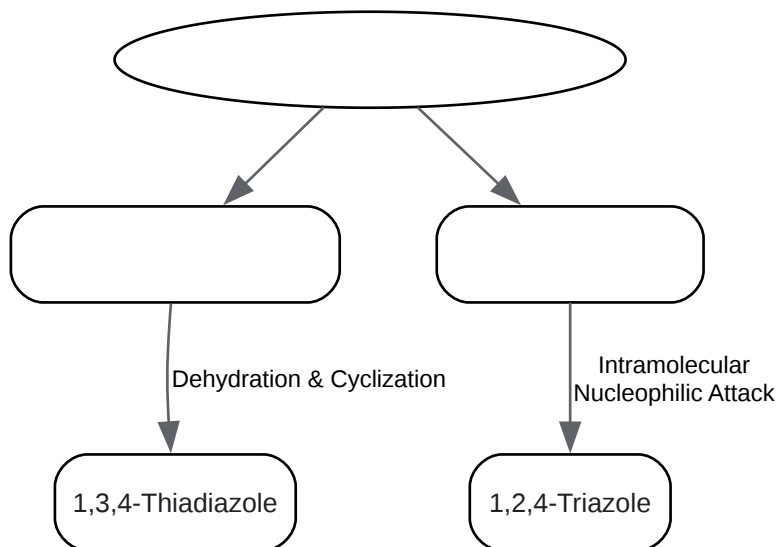 Dehydration & Cyclization
Intramolecular
Nucleophilic Attack
1,3,4-Thiadiazole
1,2,4-Triazole